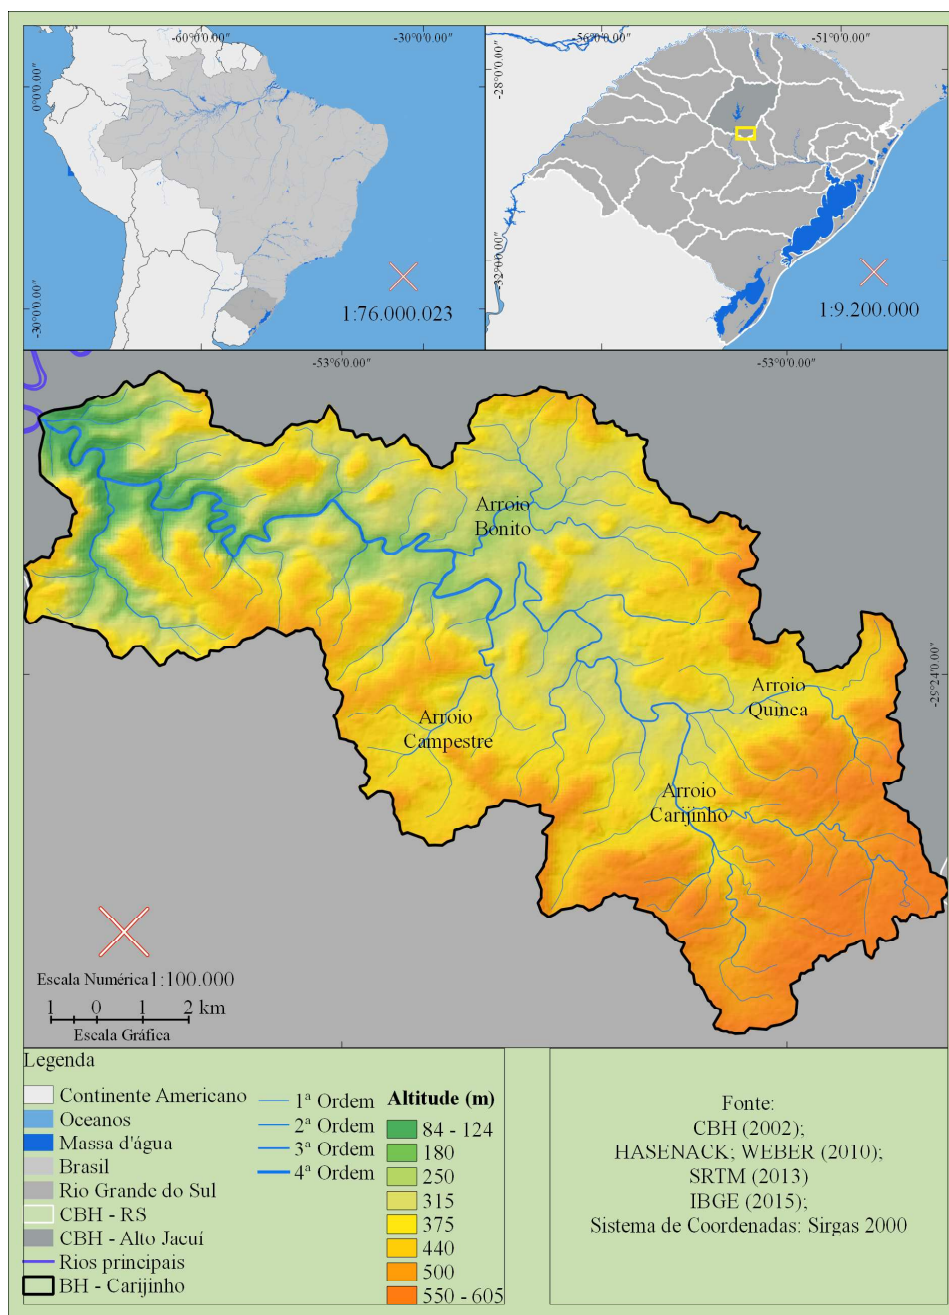 -60°0'0.00"
-30°0'0.00"
0°0'0.00"
-30°0'0.00"
1:76.000.023
-56°0'0.00"
-51°0'0.00"
-28°0'0.00"
-32°0'0.00"
1:9.200.000
-53°6'0.00"
-53°0'0.00"
-25°24'0.00"
Arroio
Bonito
Arroio
Quinca
Arroio
Campestre
Arroio
Carijinho
Escala Numérica 1:100.000
1 0 1 2 km
Escala Gráfica
Legenda
Continente Americano
Oceanos
Massa d'água
Brasil
Rio Grande do Sul
CBH - RS
CBH - Alto Jacuí
Rios principais
BH - Carijinho
1ª Ordem
2ª Ordem
3ª Ordem
4ª Ordem
Altitude (m)
84 - 124
180
250
315
375
440
500
550 - 605
Fonte:
CBH (2002);
HASENACK; WEBER (2010);
SRTM (2013)
IBGE (2015);
Sistema de Coordenadas: Sirgas 2000